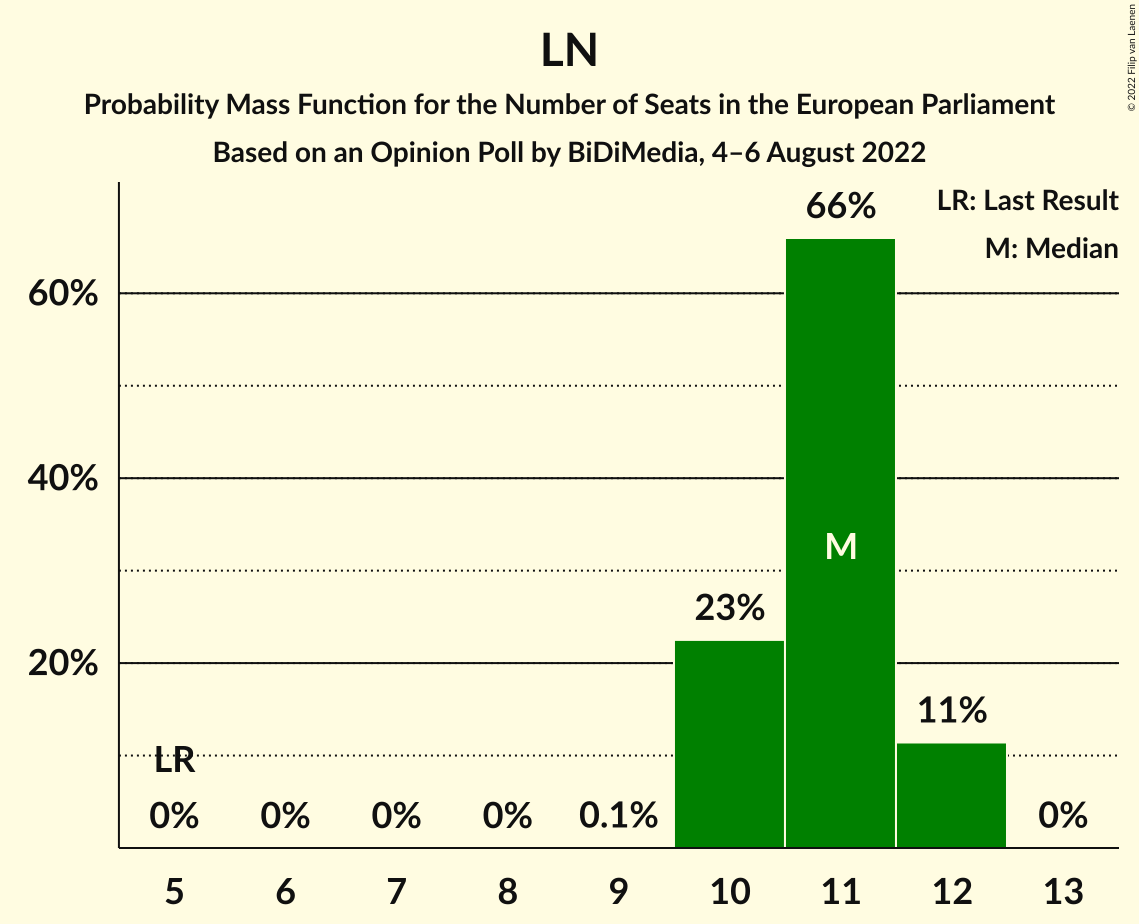 LN
Probability Mass Function for the Number of Seats in the European Parliament
Based on an Opinion Poll by BiDiMedia, 4–6 August 2022
© 2022 Filip van Laenen
LR: Last Result
M: Median
66%
60%
40%
M
23%
20%
11%
LR
0% 0% 0% 0% 0.1% 0%
5 6 7 8 9 10 11 12 13